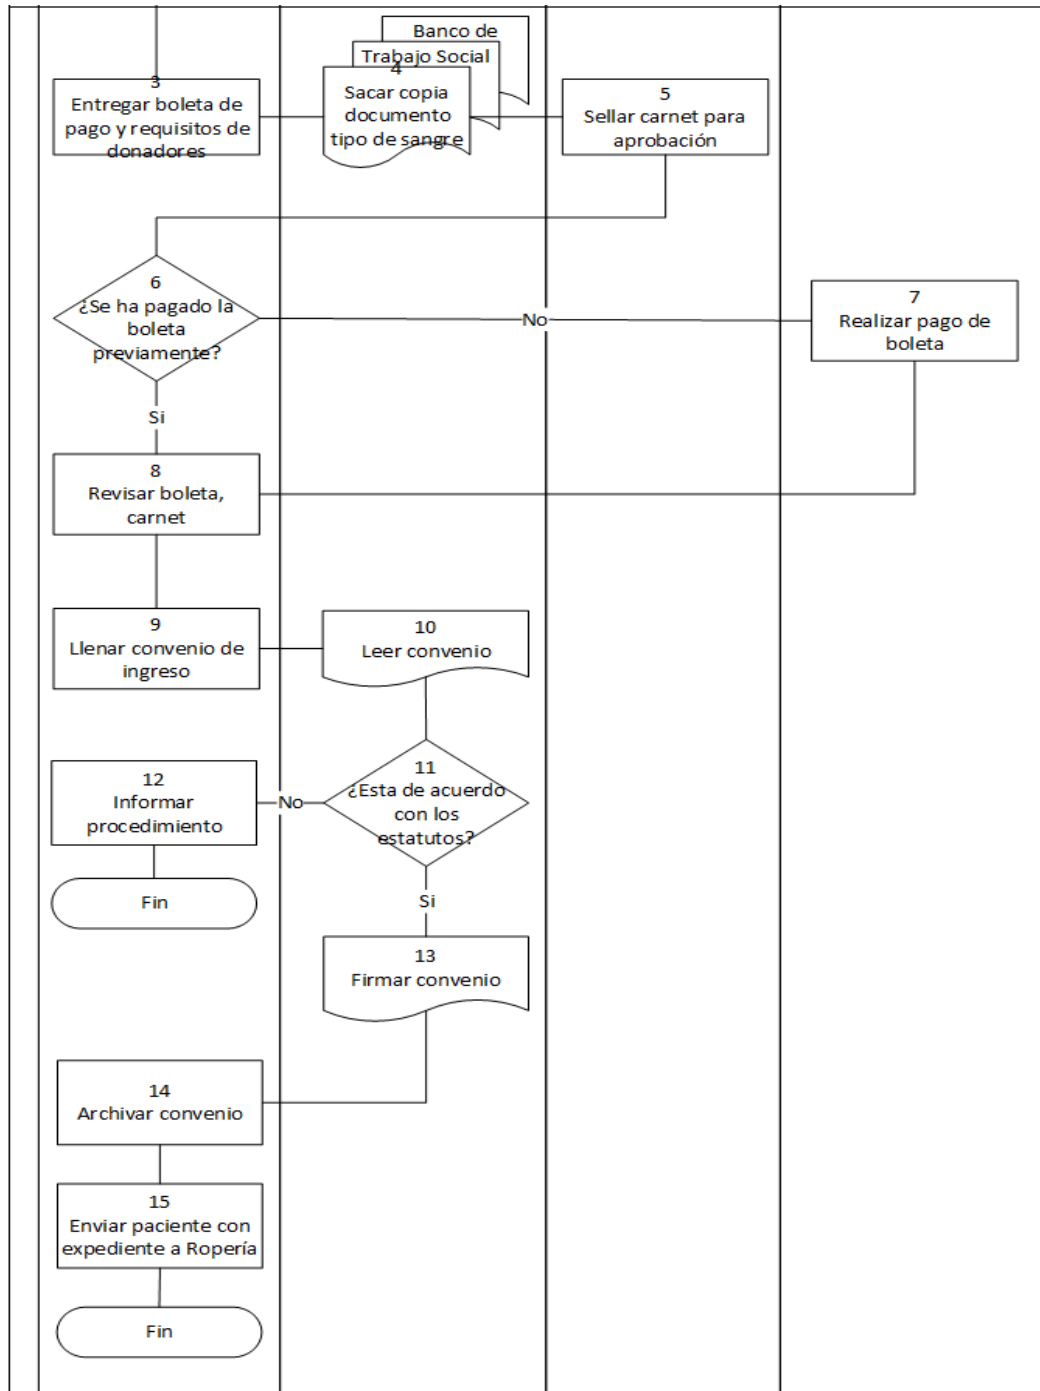 3
Entregar boleta de
pago y requisitos de
donadores
Banco de
Trabajo Social
4
Sacar copia
documento
tipo de sangre
5
Sellar carnet para
aprobación
6
¿Se ha pagado la
boleta
previamente?
No
7
Realizar pago de
boleta
Si
8
Revisar boleta,
carnet
9
Llenar convenio de
ingreso
10
Leer convenio
11
¿Esta de acuerdo
con los
estatutos?
No
12
Informar
procedimiento
Fin
Si
13
Firmar convenio
14
Archivar convenio
15
Enviar paciente con
expediente a Ropería
Fin